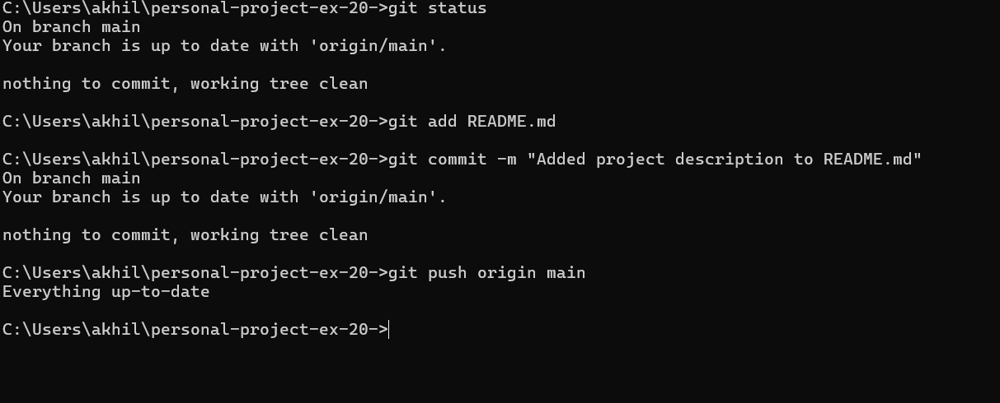 C:\Users\akhil\personal-project-ex-20->git status
On branch main
Your branch is up to date with 'origin/main'.
nothing to commit, working tree clean
C:\Users\akhil\personal-project-ex-20->git add README.md
C:\Users\akhil\personal-project-ex-20->git commit -m "Added project description to README.md"
On branch main
Your branch is up to date with 'origin/main'.
nothing to commit, working tree clean
C:\Users\akhil\personal-project-ex-20->git push origin main
Everything up-to-date
C:\Users\akhil\personal-project-ex-20->